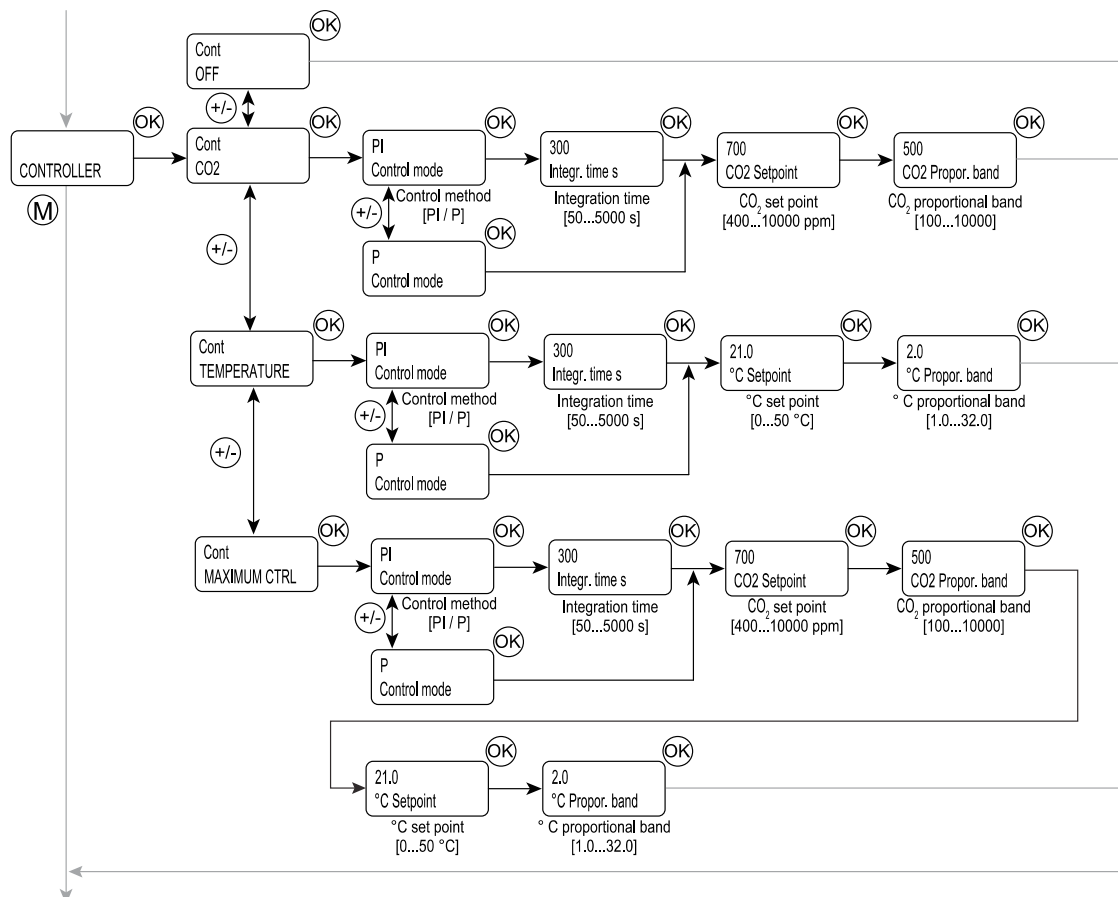 OK
Cont
OFF
+/-
OK
OK
OK
OK
OK
OK
CONTROLLER
M
Cont
CO2
PI
Control mode
300
Integr. time s
700
CO2 Setpoint
500
CO2 Propor. band
Control method
[PI / P]
Integration time
[50...5000 s]
CO2 set point
[400...10000 ppm]
CO2 proportional band
[100...10000]
+/-
+/-
OK
P
Control mode
OK
OK
OK
OK
OK
Cont
TEMPERATURE
PI
Control mode
300
Integr. time s
21.0
°C Setpoint
2.0
°C Propor. band
Control method
[PI / P]
Integration time
[50...5000 s]
°C set point
[0...50 °C]
° C proportional band
[1.0...32.0]
+/-
+/-
OK
P
Control mode
OK
OK
OK
OK
OK
Cont
MAXIMUM CTRL
PI
Control mode
300
Integr. time s
700
CO2 Setpoint
500
CO2 Propor. band
Control method
[PI / P]
Integration time
[50...5000 s]
CO2 set point
[400...10000 ppm]
CO2 proportional band
[100...10000]
+/-
OK
P
Control mode
OK
OK
21.0
°C Setpoint
2.0
°C Propor. band
°C set point
[0...50 °C]
° C proportional band
[1.0...32.0]